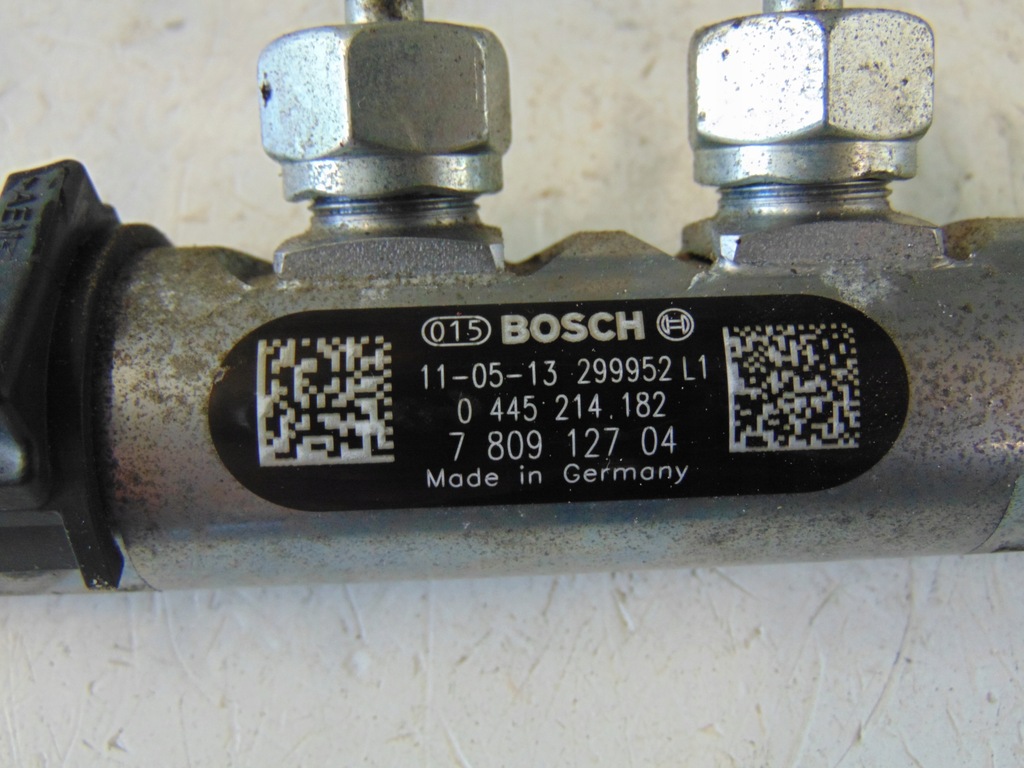 015 BOSCH
11-05-13 299952 L1
0 445 214 182
7 809 127 04
Made in Germany